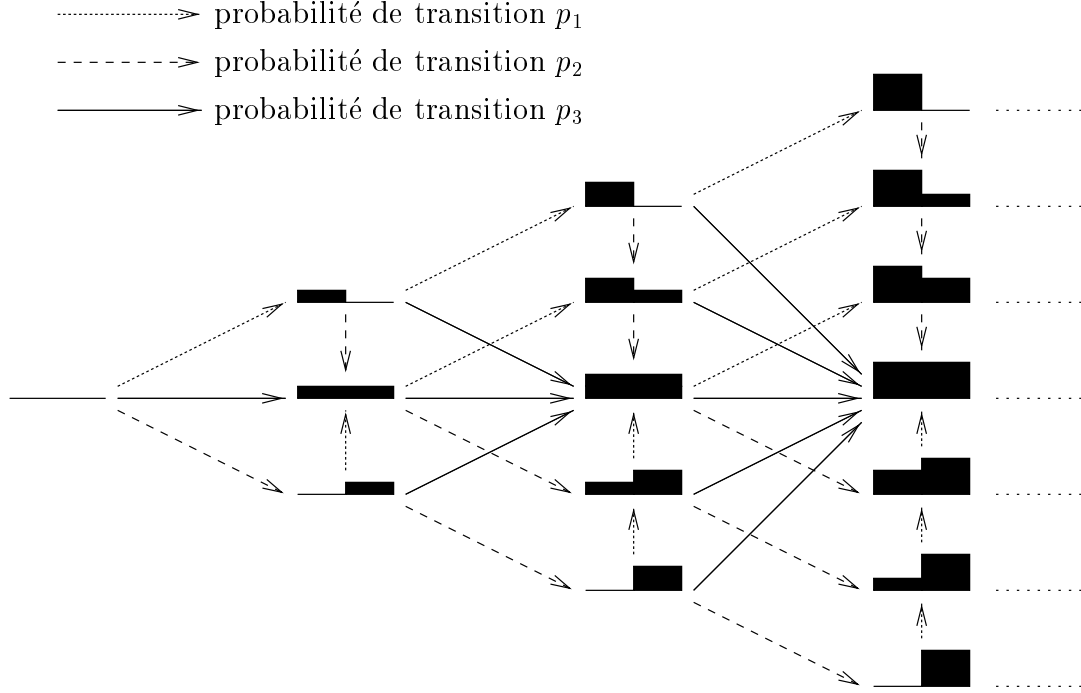 probabilité de transition p₁
probabilité de transition p₂
probabilité de transition p₃